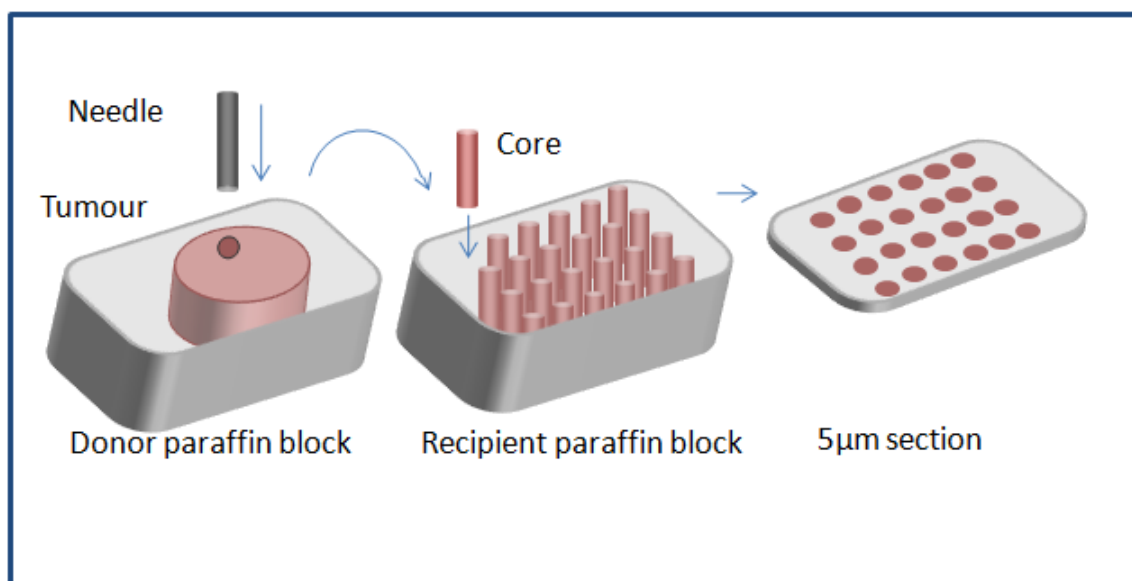 Needle
Core
Tumour
Donor paraffin block
Recipient paraffin block
5µm section